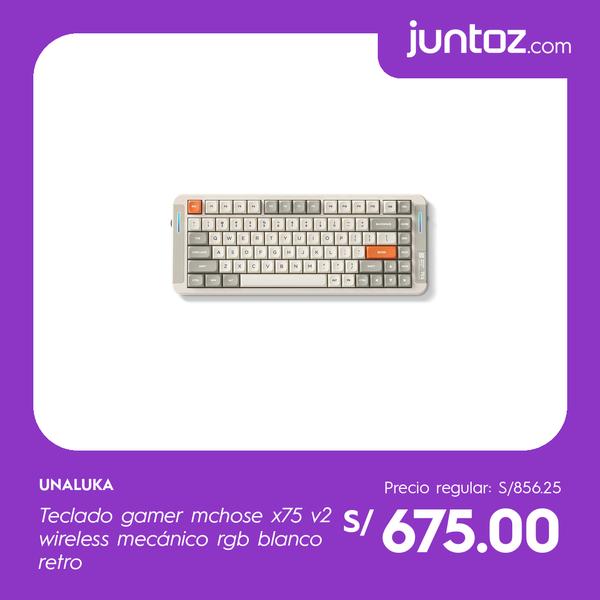 juntoz.com
Q W E R T Y U I O P
A S D F G H J K L
Z X C V B N M
UNALUKA
Precio regular: S/856.25
Teclado gamer mchose x75 v2
wireless mecánico rgb blanco
retro
S/ 675.00